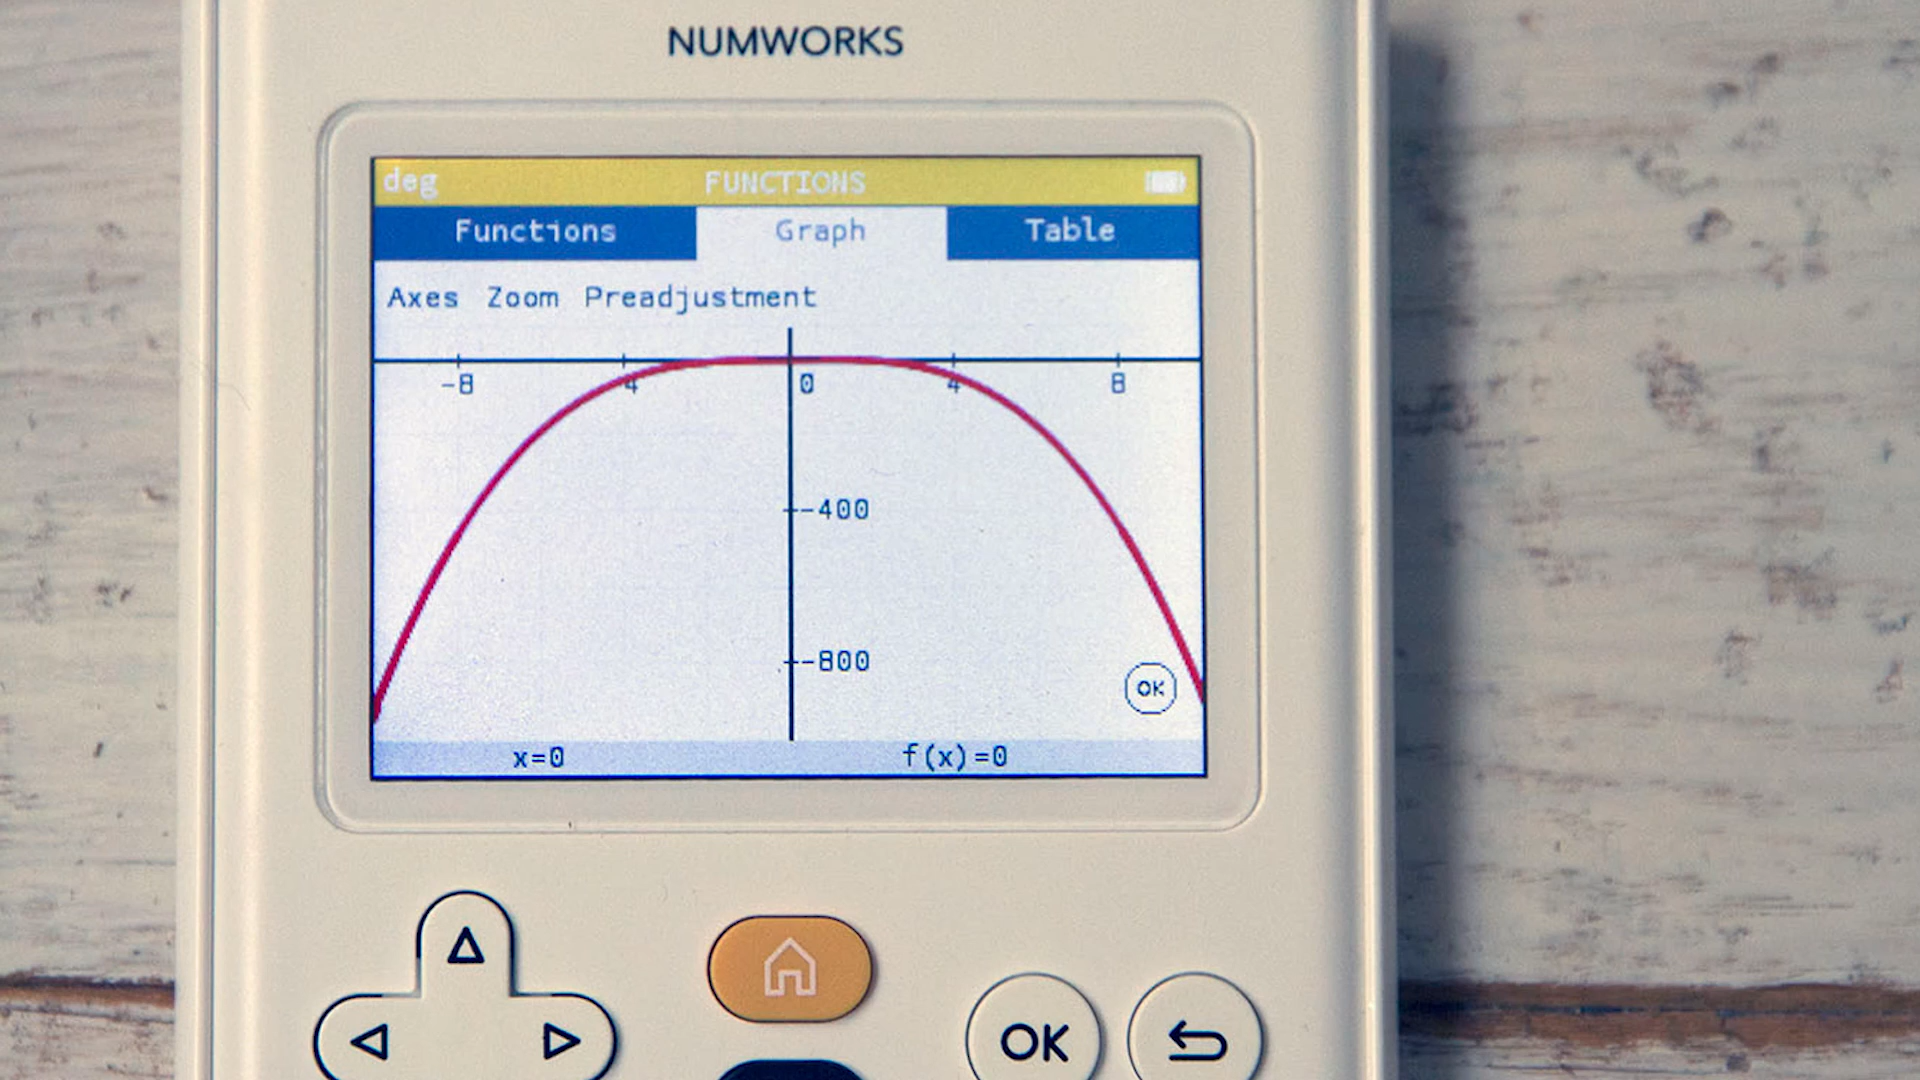 NUMWORKS
deg FUNCTIONS
Functions Graph Table
Axes Zoom Preadjustment
-8 4 0 4 8
-400
-800
OK
x=0 f(x)=0
OK